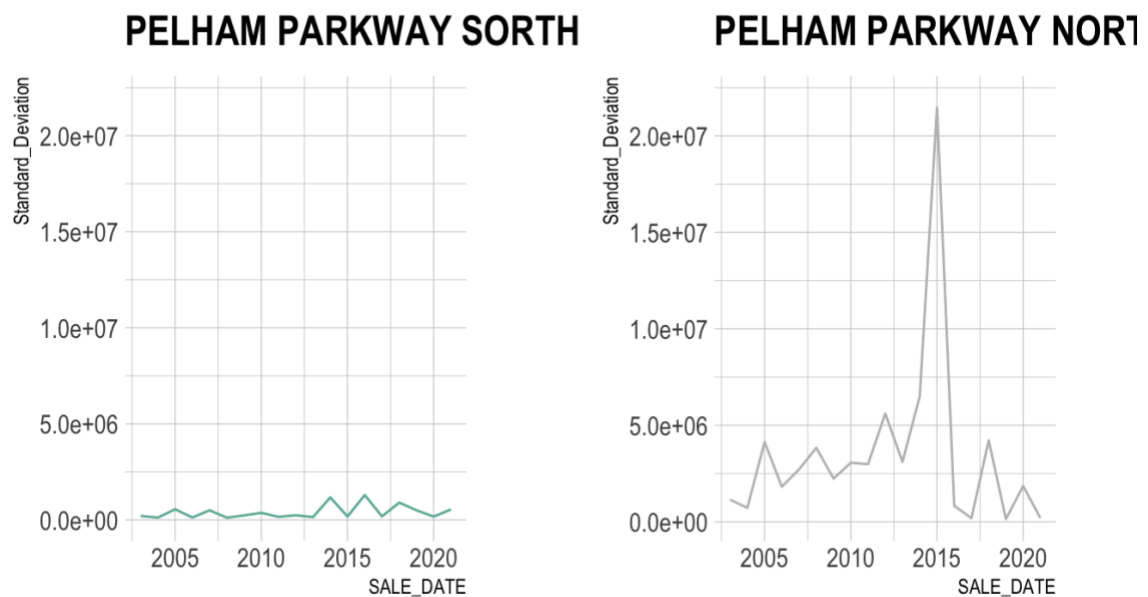 PELHAM PARKWAY SORTH
Standard_Deviation
2.0e+07
1.5e+07
1.0e+07
5.0e+06
0.0e+00
2005 2010 2015 2020
SALE_DATE
PELHAM PARKWAY NORT
Standard_Deviation
2.0e+07
1.5e+07
1.0e+07
5.0e+06
0.0e+00
2005 2010 2015 2020
SALE_DATE